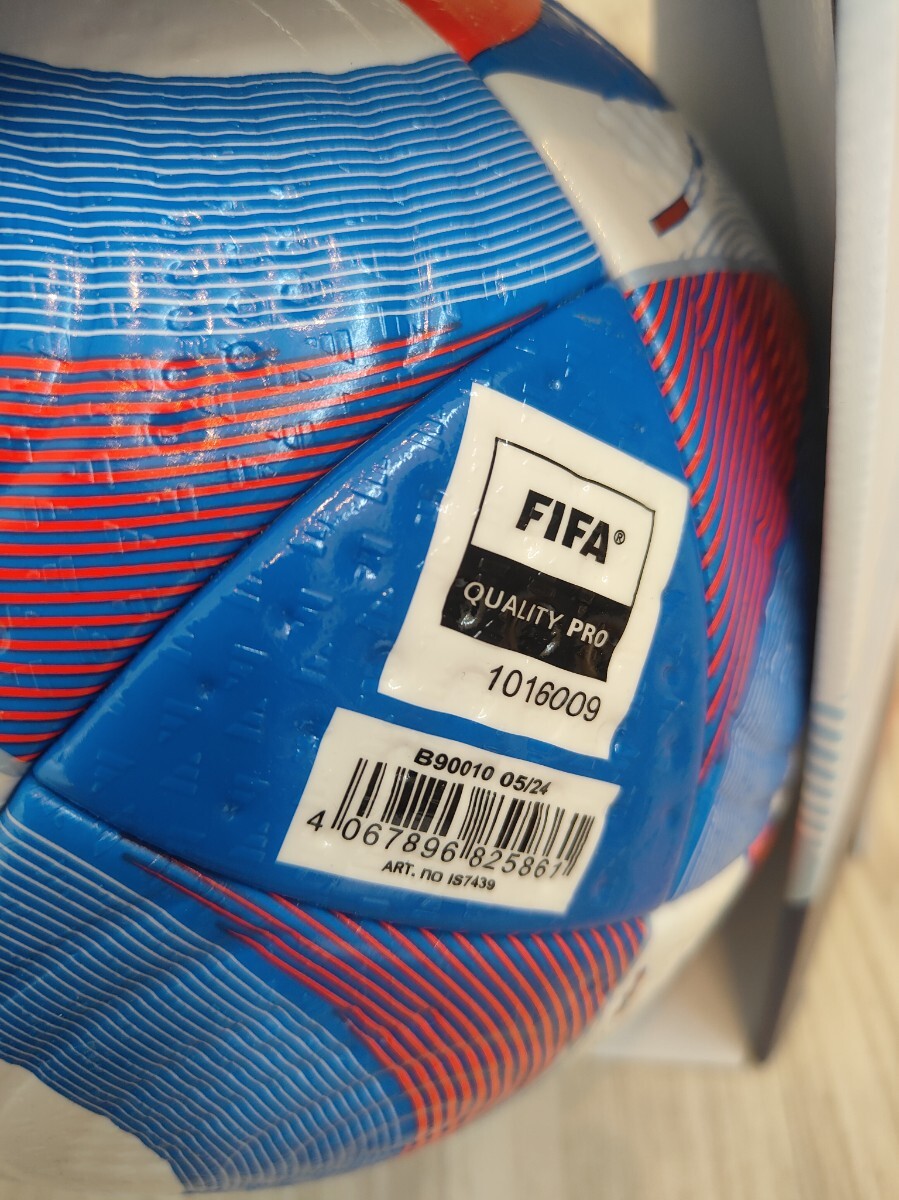 FIFA®
QUALITY PRO
1016009
B90010 05/24
4 067896 825861
ART. no IS7439